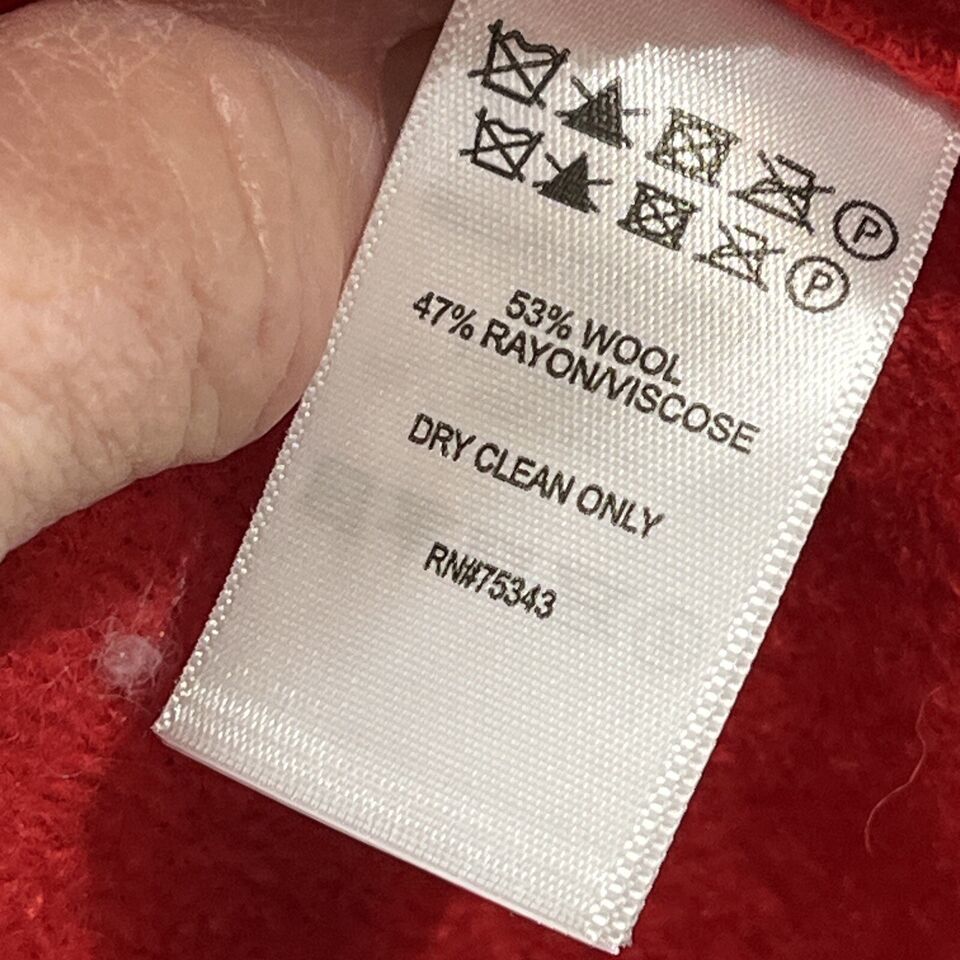 P
P
53% WOOL
47% RAYON/VISCOSE
DRY CLEAN ONLY
RN#75343